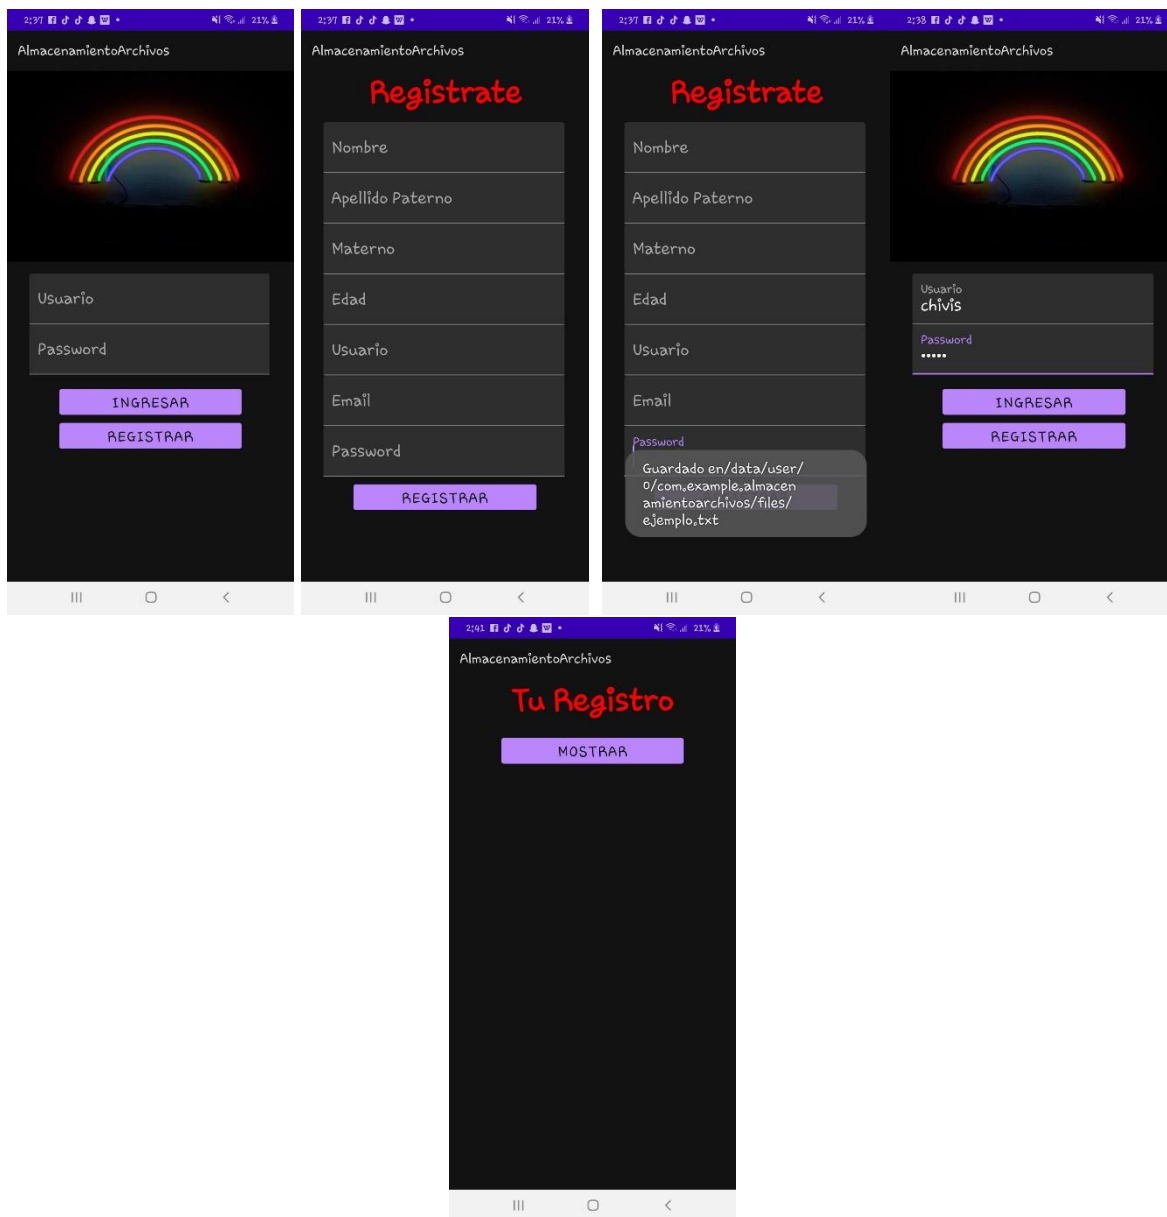 2:37
21%
AlmacenamientoArchivos
Usuario
Password
INGRESAR
REGISTRAR
2:37
21%
AlmacenamientoArchivos
Registrate
Nombre
Apellido Paterno
Materno
Edad
Usuario
Email
Password
REGISTRAR
2:37
21%
AlmacenamientoArchivos
Registrate
Nombre
Apellido Paterno
Materno
Edad
Usuario
Email
Password
Guardado en/data/user/
0/com.example.almacen
amientoarchivos/files/
ejemplo.txt
2:38
21%
AlmacenamientoArchivos
Usuario
chivis
Password
•••••
INGRESAR
REGISTRAR
2:41
21%
AlmacenamientoArchivos
Tu Registro
MOSTRAR